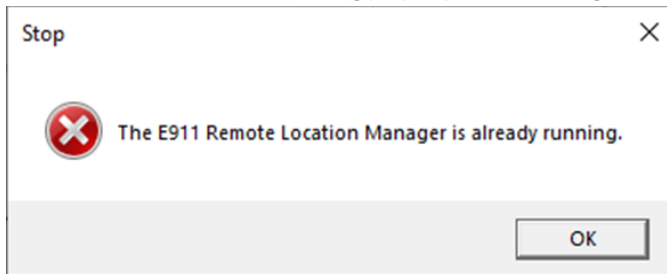 Stop
The E911 Remote Location Manager is already running.
OK